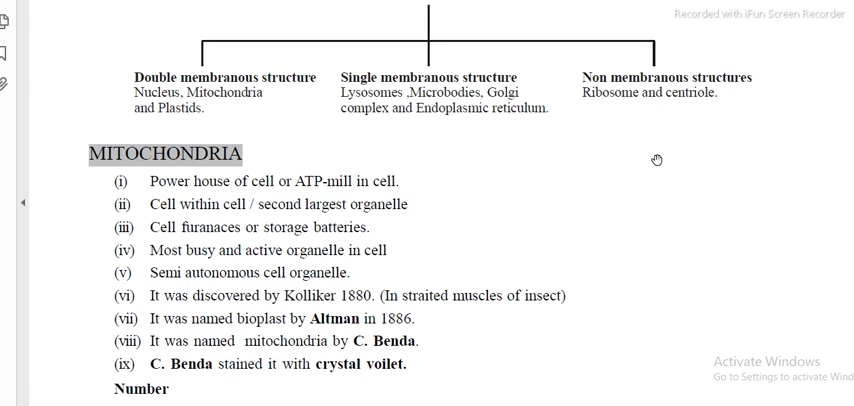 Recorded with iFun Screen Recorder
Double membranous structure
Nucleus, Mitochondria
and Plastids.
Single membranous structure
Lysosomes ,Microbodies, Golgi
complex and Endoplasmic reticulum.
Non membranous structures
Ribosome and centriole.
MITOCHONDRIA
(i) Power house of cell or ATP-mill in cell.
(ii) Cell within cell / second largest organelle
(iii) Cell furanaces or storage batteries.
(iv) Most busy and active organelle in cell
(v) Semi autonomous cell organelle.
(vi) It was discovered by Kolliker 1880. (In straited muscles of insect)
(vii) It was named bioplast by Altman in 1886.
(viii) It was named mitochondria by C. Benda.
(ix) C. Benda stained it with crystal voilet.
Number
Activate Windows
Go to Settings to activate Wind